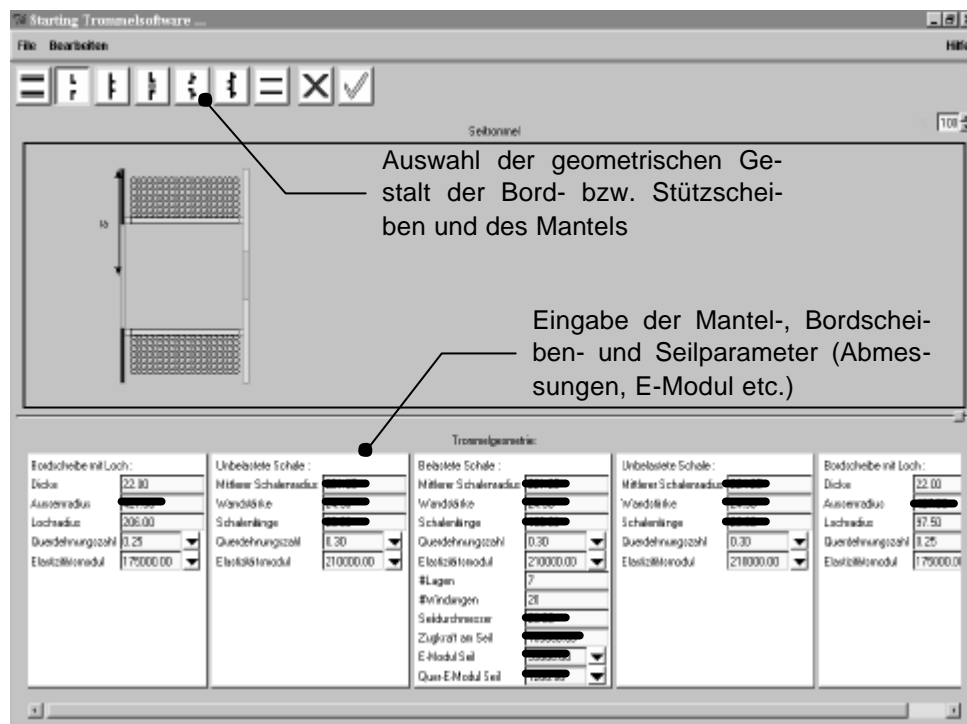 Starting Trommelsoftware ...
File Bearbeiten Hilfe
Seiltrommel
100
Auswahl der geometrischen Ge-
stalt der Bord- bzw. Stützschei-
ben und des Mantels
Eingabe der Mantel-, Bordschei-
ben- und Seilparameter (Abmes-
sungen, E-Modul etc.)
Trommelgeometrie:
Bordscheibe mit Loch :
Dicke 22.00
Aussenradius
Lochradius 206.00
Querdehnungszahl 0.25
Elastizitätsmodul 175000.00
Unbelastete Schale :
Mittlerer Schalenradius
Wandstärke
Schalenlänge
Querdehnungszahl 0.30
Elastizitätsmodul 210000.00
Belastete Schale :
Mittlerer Schalenradius
Wandstärke
Schalenlänge
Querdehnungszahl 0.30
Elastizitätsmodul 210000.00
#Lagen 7
#Windungen 20
Seildurchmesser
Zugkraft am Seil
E-Modul Seil
Quer-E-Modul Seil
Unbelastete Schale :
Mittlerer Schalenradius
Wandstärke
Schalenlänge
Querdehnungszahl 0.30
Elastizitätsmodul 210000.00
Bordscheibe mit Loch :
Dicke 22.00
Aussenradius
Lochradius 97.50
Querdehnungszahl 0.25
Elastizitätsmodul 175000.0